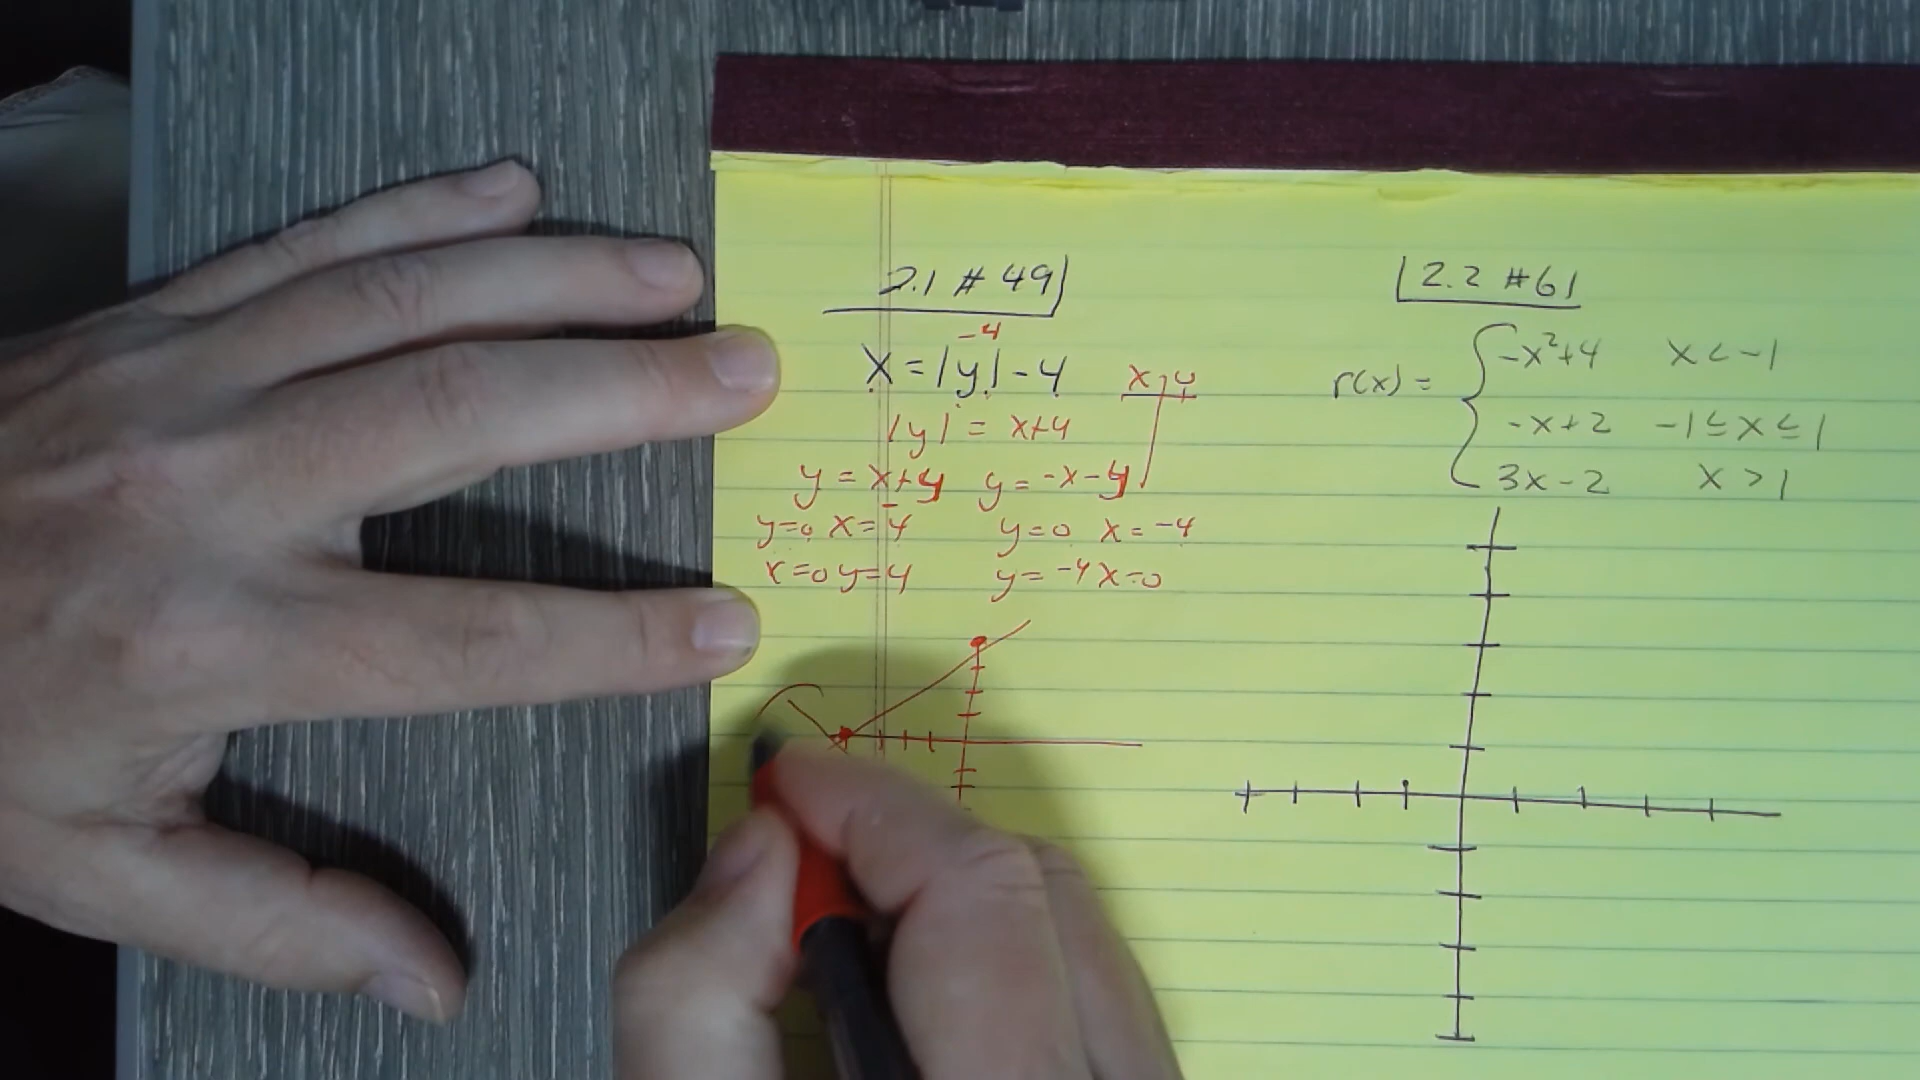 2.1 # 49
-4
x = |y| - 4
x y
|y| = x+4
y = x+4 y = -x-4
y=0 x=-4 y=0 x=-4
x=0 y=4 y=-4 x=0
2.2 #61
r(x) = { -x²+4 x < -1
-x+2 -1 ≤ x ≤ 1
3x-2 x > 1